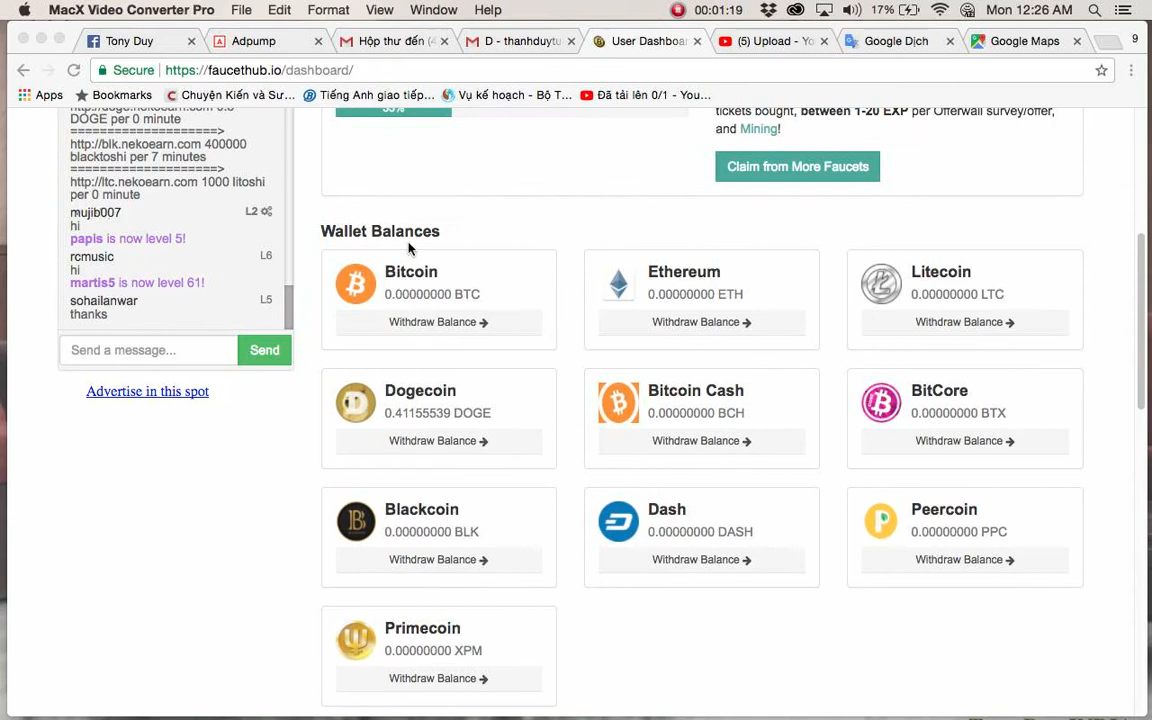 MacX Video Converter Pro File Edit Format View Window Help 00:01:19 17% Mon 12:26 AM
Tony Duy Adpump Hộp thư đến (4 D - thanhduytu User Dashboa (5) Upload - Yo Google Dịch Google Maps 9
Secure https://faucethub.io/dashboard/
Apps Bookmarks Chuyện Kiến và Sư... Tiếng Anh giao tiếp... Vụ kế hoạch - Bộ T... Đã tải lên 0/1 - You...
DOGE per 0 minute
====================>
http://blk.nekoearn.com 400000
blacktoshi per 7 minutes
====================>
http://ltc.nekoearn.com 1000 litoshi
per 0 minute
mujib007 L2
hi
papis is now level 5!
rcmusic L6
hi
martis5 is now level 61!
sohailanwar L5
thanks
Send a message... Send
Advertise in this spot
tickets bought, between 1-20 EXP per Offerwall survey/offer,
and Mining!
Claim from More Faucets
Wallet Balances
Bitcoin
0.00000000 BTC
Withdraw Balance
Ethereum
0.00000000 ETH
Withdraw Balance
Litecoin
0.00000000 LTC
Withdraw Balance
Dogecoin
0.41155539 DOGE
Withdraw Balance
Bitcoin Cash
0.00000000 BCH
Withdraw Balance
BitCore
0.00000000 BTX
Withdraw Balance
Blackcoin
0.00000000 BLK
Withdraw Balance
Dash
0.00000000 DASH
Withdraw Balance
Peercoin
0.00000000 PPC
Withdraw Balance
Primecoin
0.00000000 XPM
Withdraw Balance